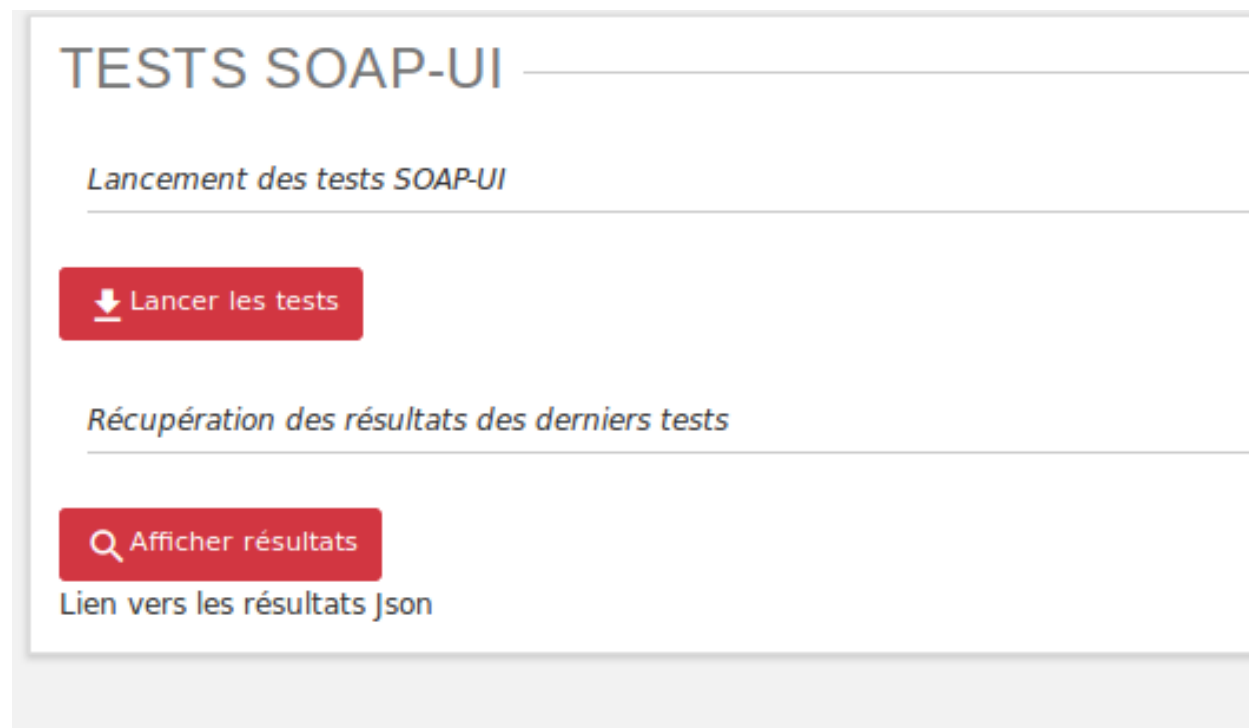 TESTS SOAP-UI
Lancement des tests SOAP-UI
Lancer les tests
Récupération des résultats des derniers tests
Afficher résultats
Lien vers les résultats Json